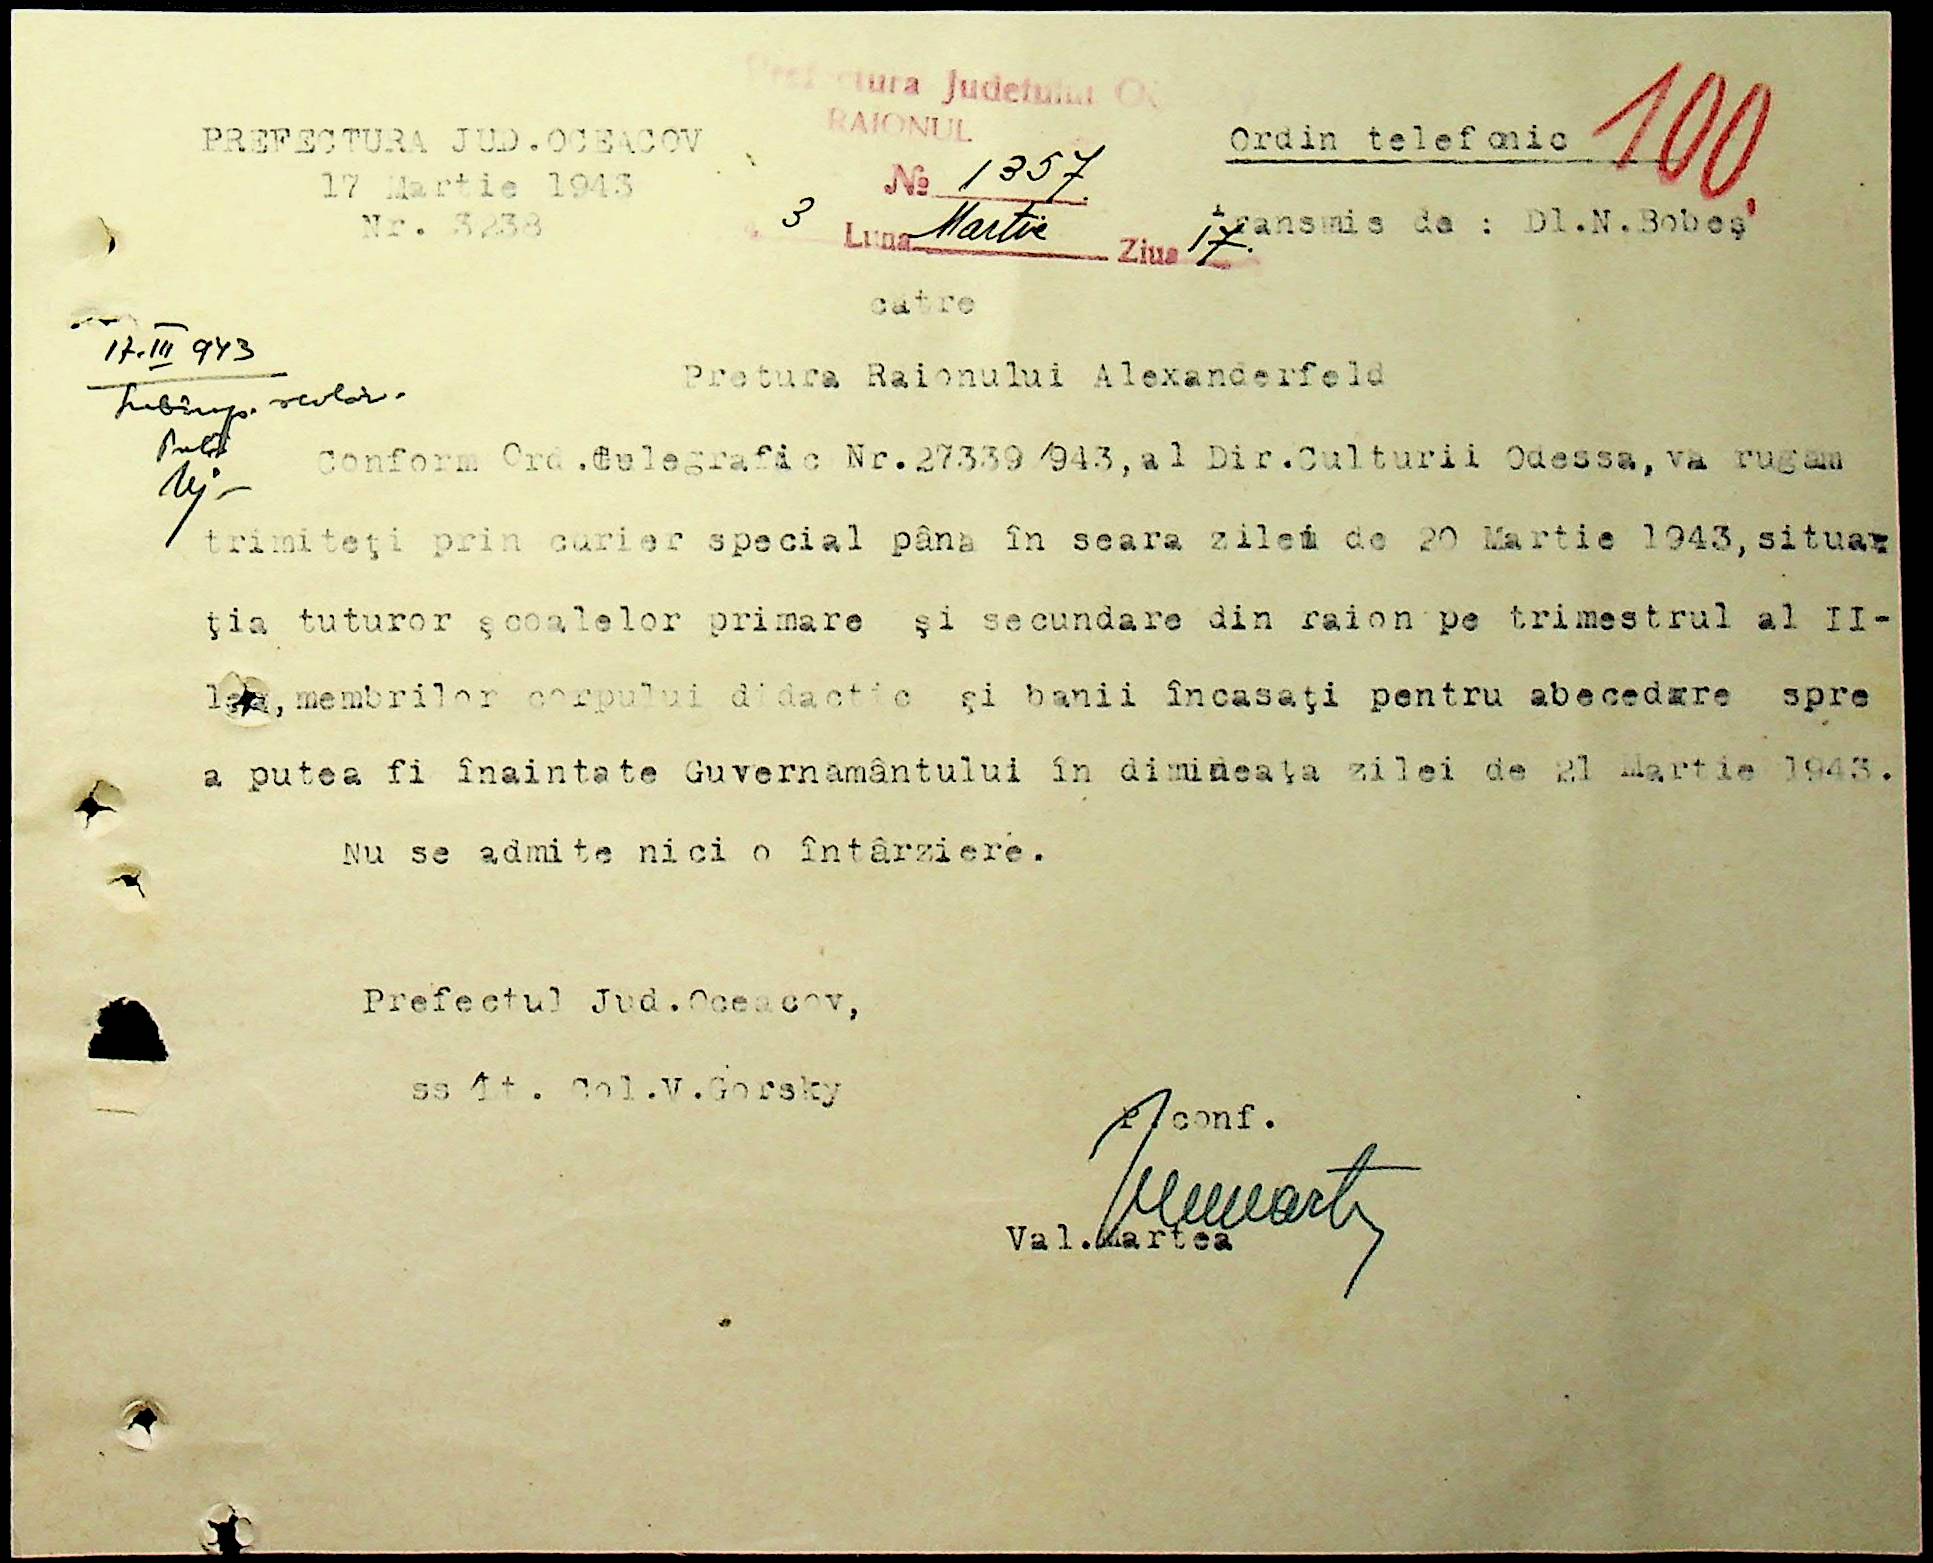 Prefectura Judetului
RAIONUL
Ordin telefonic
100
PREFECTURA JUD.OCEACOV
17 Martie 1943
Nr. 3238
№ 1357
3 Luna Martie Ziua 17.
transmis de : Dl.N.Bobeş
catre
17.III 943
Pretura Raionului Alexanderfeld
scolar.
Conform Ord. Nr.27339/943,al Dir.Culturii Odessa,va rugam
trimiteţi prin curier special pâna în seara zilei de 20 Martie 1943,situa-
ţia tuturor şcoalelor primare şi secundare din raion pe trimestrul al II-
lea,membrilor corpului didactic şi banii încasaţi pentru abecedare spre
a putea fi înaintate Guvernamântului în dimineaţa zilei de 21 Martie 1943.
Nu se admite nici o întârziere.
Prefectul Jud.Oceacov,
ss Lt. Col.V.Gorsky
P.conf.
Val.Martea